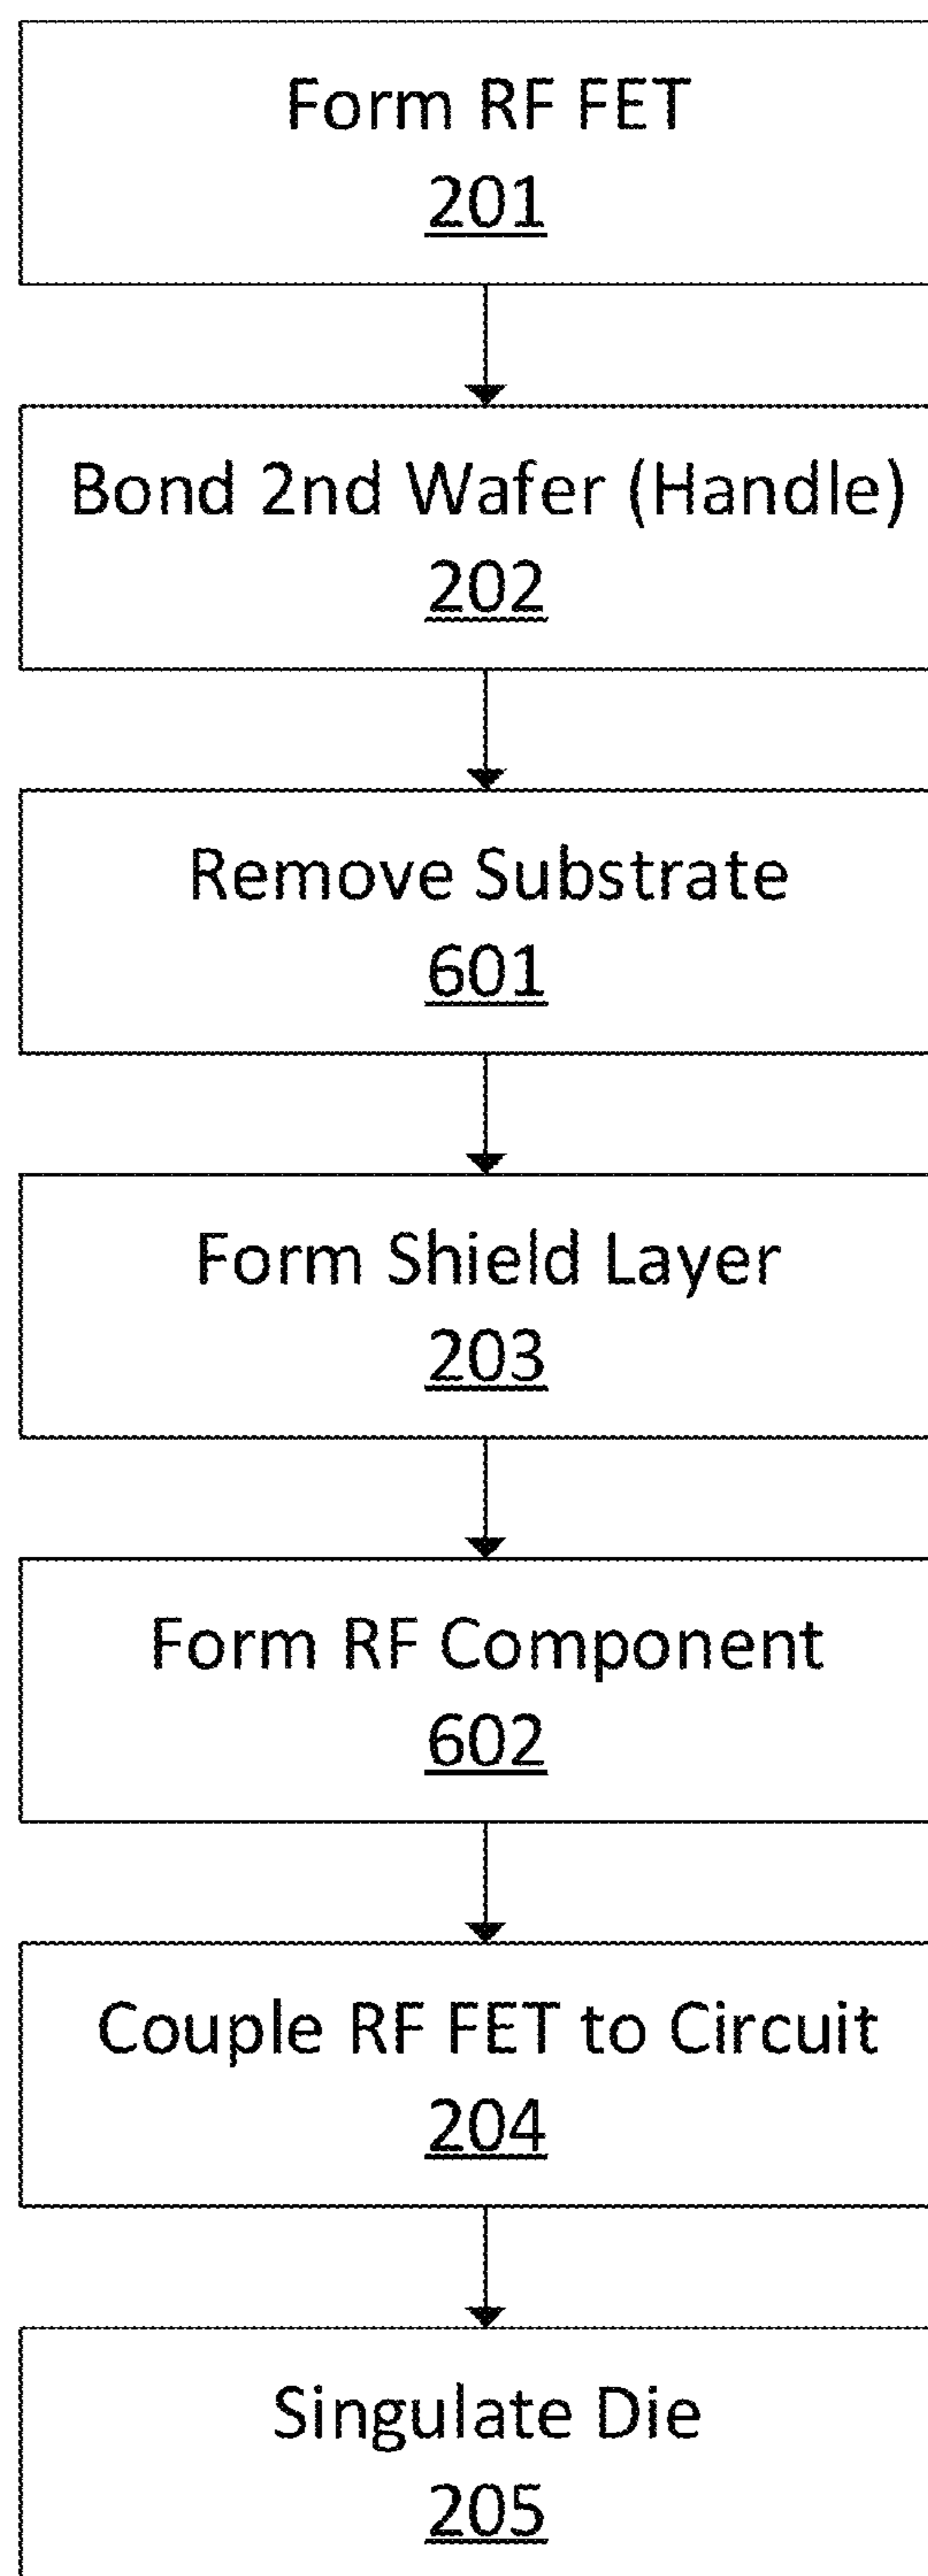 Form RF FET
201
Bond 2nd Wafer (Handle)
202
Remove Substrate
601
Form Shield Layer
203
Form RF Component
602
Couple RF FET to Circuit
204
Singulate Die
205